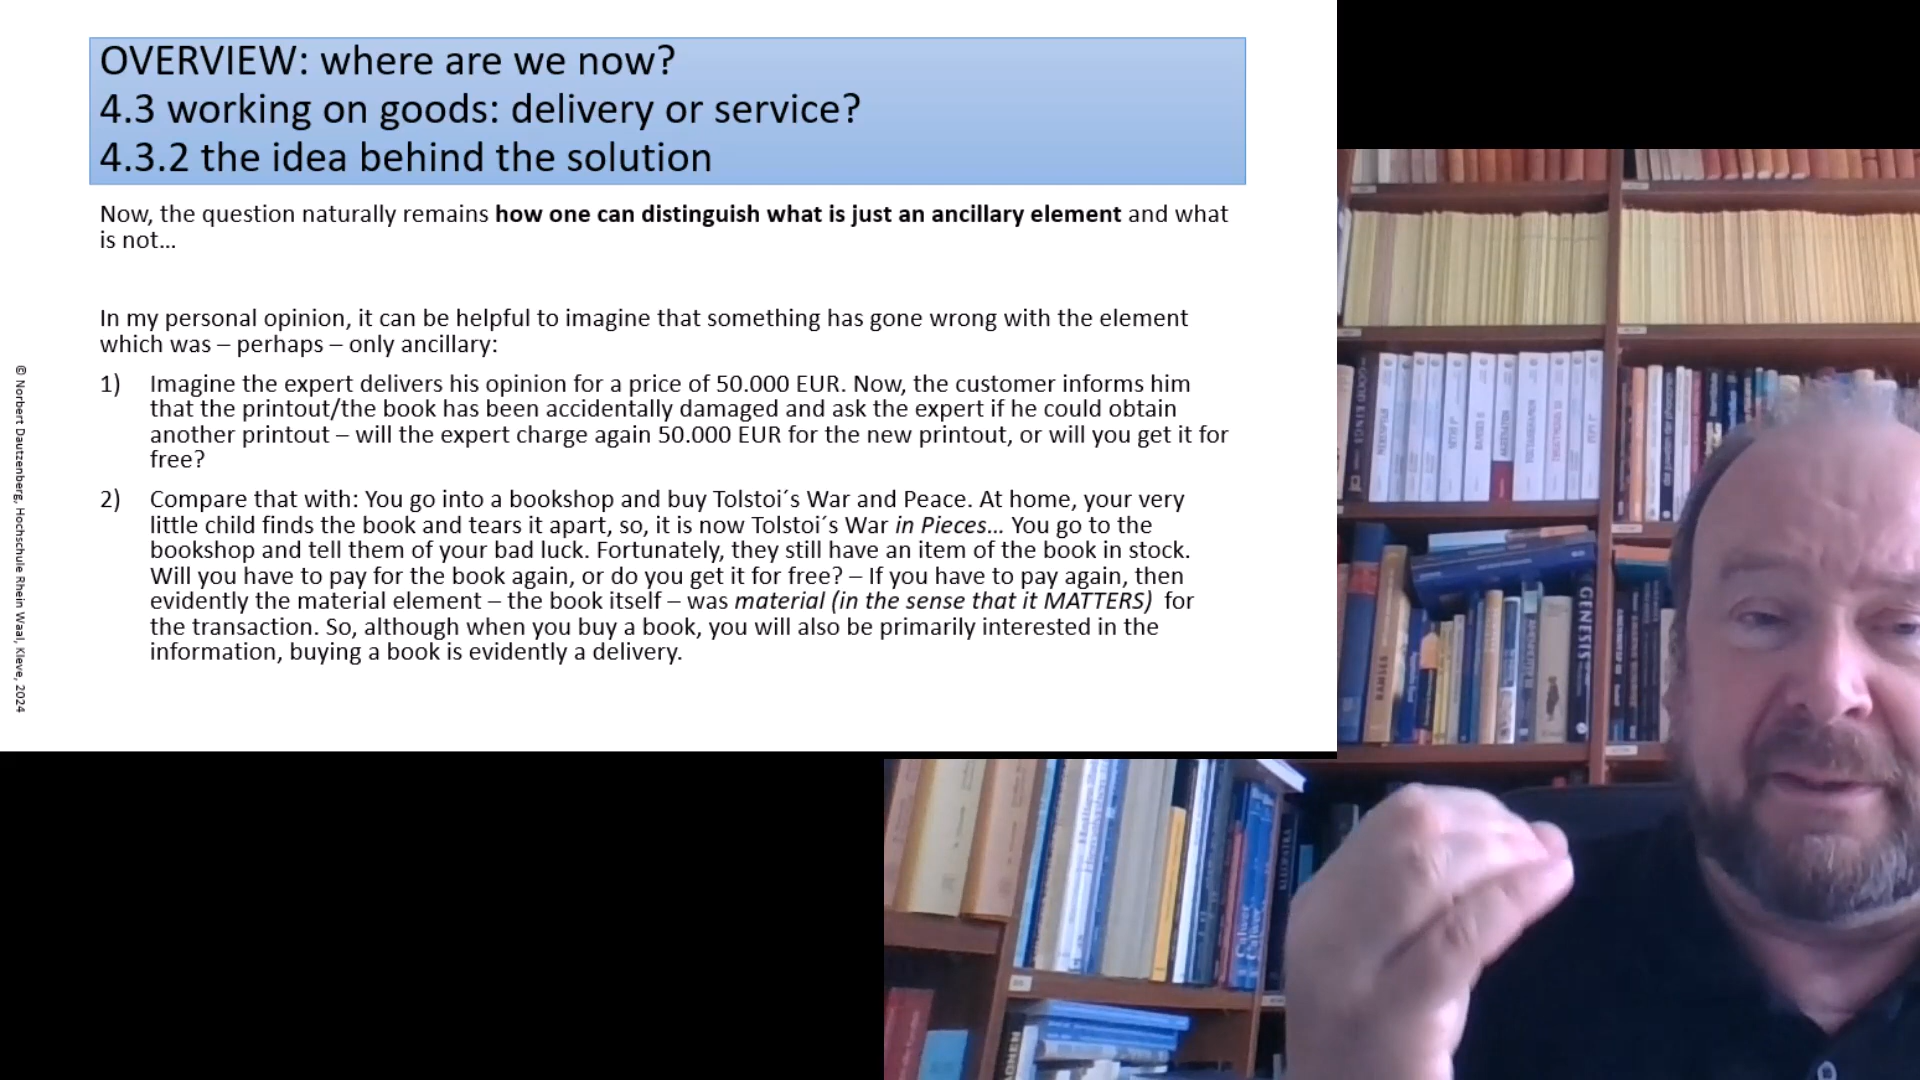 OVERVIEW: where are we now?
4.3 working on goods: delivery or service?
4.3.2 the idea behind the solution
Now, the question naturally remains how one can distinguish what is just an ancillary element and what
is not…
In my personal opinion, it can be helpful to imagine that something has gone wrong with the element
which was – perhaps – only ancillary:
1) Imagine the expert delivers his opinion for a price of 50.000 EUR. Now, the customer informs him
that the printout/the book has been accidentally damaged and ask the expert if he could obtain
another printout – will the expert charge again 50.000 EUR for the new printout, or will you get it for
free?
2) Compare that with: You go into a bookshop and buy Tolstoi´s War and Peace. At home, your very
little child finds the book and tears it apart, so, it is now Tolstoi´s War in Pieces… You go to the
bookshop and tell them of your bad luck. Fortunately, they still have an item of the book in stock.
Will you have to pay for the book again, or do you get it for free? – If you have to pay again, then
evidently the material element – the book itself – was material (in the sense that it MATTERS) for
the transaction. So, although when you buy a book, you will also be primarily interested in the
information, buying a book is evidently a delivery.
© Norbert Dautzenberg, Hochschule Rhein Waal, Kleve, 2024
GENESIS
RAMSES